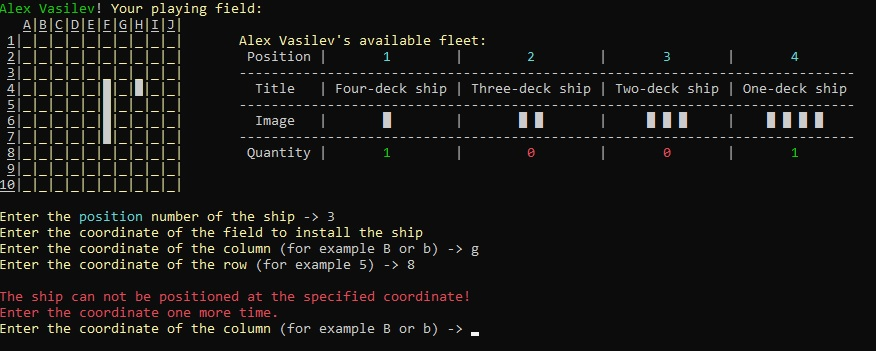 Alex Vasilev! Your playing field:
A|B|C|D|E|F|G|H|I|J|
1|_|_|_|_|_|_|_|_|_|_| Alex Vasilev's available fleet:
2|_|_|_|_|_|_|_|_|_|_| Position | 1 | 2 | 3 | 4
3|_|_|_|_|_|_|_|_|_|_| -----------------------------------------------------------------------------
4|_|_|_|_|_|█|_|█|_|_| Title | Four-deck ship | Three-deck ship | Two-deck ship | One-deck ship
5|_|_|_|_|_|█|_|_|_|_| -----------------------------------------------------------------------------
6|_|_|_|_|_|█|_|_|_|_| Image | █ | █ █ | █ █ █ | █ █ █ █
7|_|_|_|_|_|█|_|_|_|_| -----------------------------------------------------------------------------
8|_|_|_|_|_|_|_|_|_|_| Quantity | 1 | 0 | 0 | 1
9|_|_|_|_|_|_|_|_|_|_|
10|_|_|_|_|_|_|_|_|_|_|
Enter the position number of the ship -> 3
Enter the coordinate of the field to install the ship
Enter the coordinate of the column (for example B or b) -> g
Enter the coordinate of the row (for example 5) -> 8
The ship can not be positioned at the specified coordinate!
Enter the coordinate one more time.
Enter the coordinate of the column (for example B or b) -> _